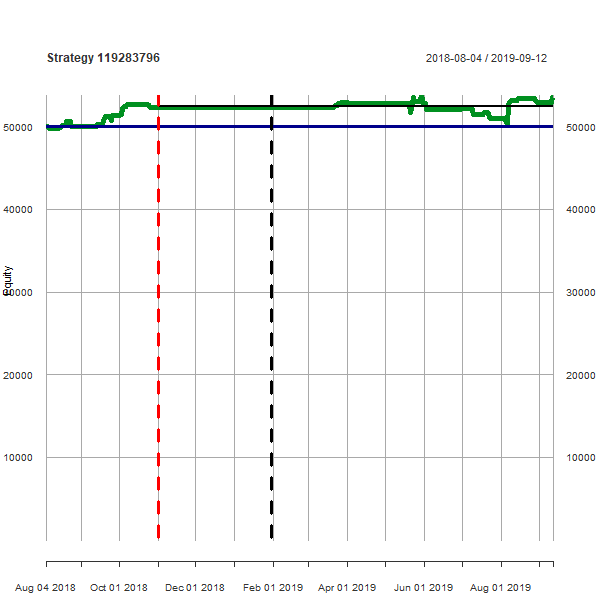 Strategy 119283796
2018-08-04 / 2019-09-12
50000
50000
40000
40000
Equity
30000
30000
20000
20000
10000
10000
Aug 04 2018
Oct 01 2018
Dec 01 2018
Feb 01 2019
Apr 01 2019
Jun 01 2019
Aug 01 2019